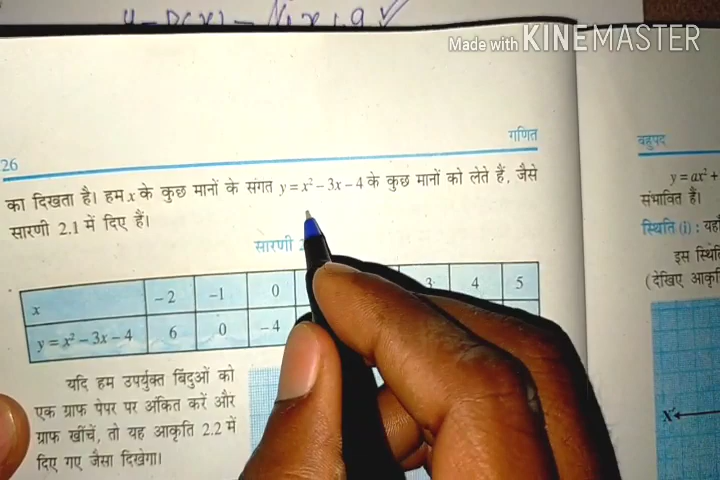 Made with KINEMASTER
26
गणित
का दिखता है। हम x के कुछ मानों के संगत y = x² – 3x – 4 के कुछ मानों को लेते हैं, जैसे
सारणी 2.1 में दिए हैं।
सारणी
x –2 –1 0 3 4 5
y = x² – 3x – 4 6 0 –4
यदि हम उपर्युक्त बिंदुओं को
एक ग्राफ पेपर पर अंकित करें और
ग्राफ खींचें, तो यह आकृति 2.2 में
दिए गए जैसा दिखेगा।
बहुपद
y = ax² +
संभावित हैं।
स्थिति (i) :
इस
(देखिए
X'